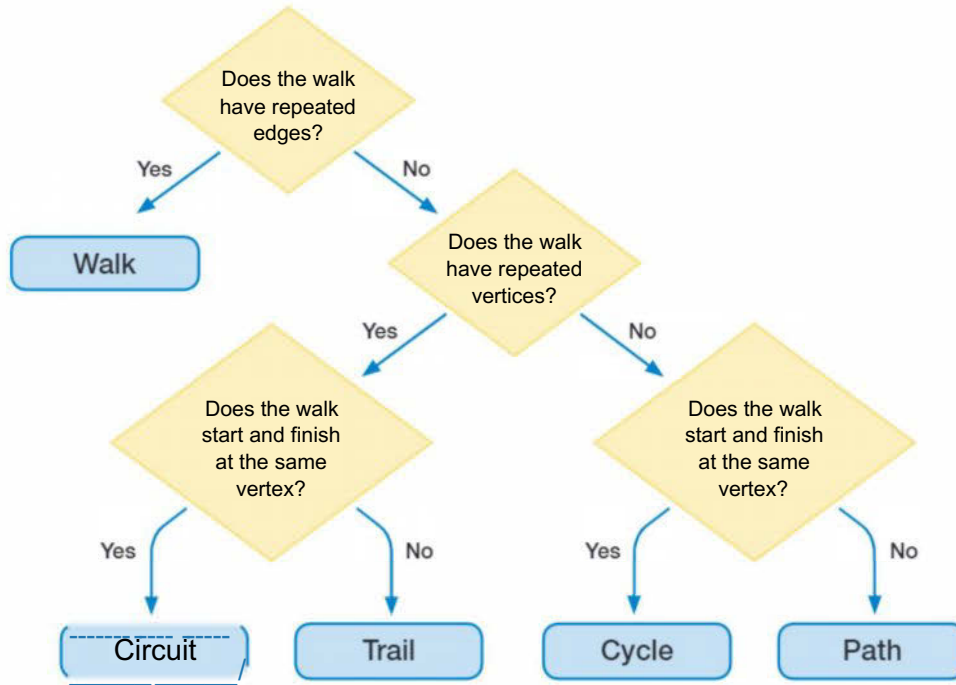 Does the walk
have repeated
edges?
Yes
No
Walk
Does the walk
have repeated
vertices?
Yes
No
Does the walk
start and finish
at the same
vertex?
Does the walk
start and finish
at the same
vertex?
Yes
No
Yes
No
Circuit
Trail
Cycle
Path